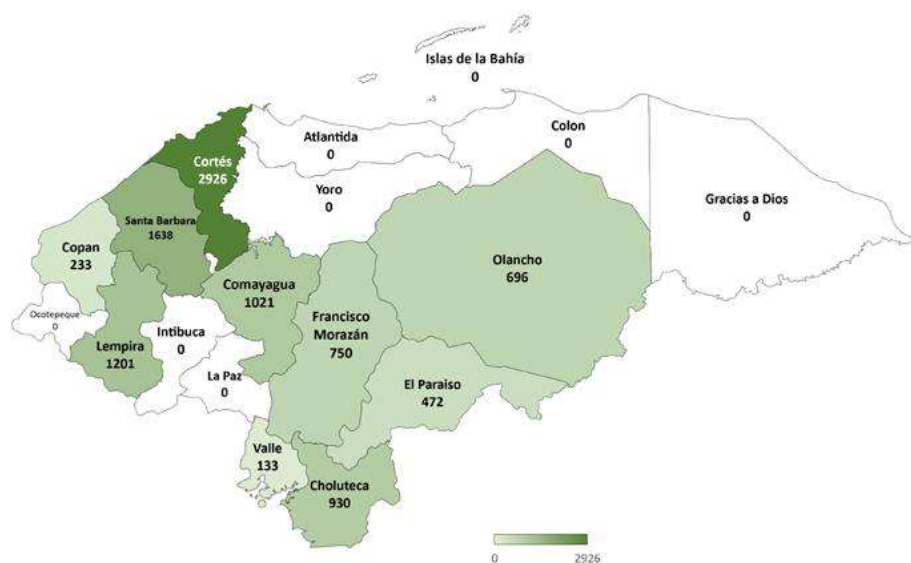 Islas de la Bahía
0
Atlantida
0
Colon
0
Cortés
2926
Yoro
0
Gracias a Dios
0
Santa Barbara
1638
Copan
233
Olancho
696
Comayagua
1021
Ocotepeque
0
Intibuca
0
Francisco
Morazán
750
Lempira
1201
La Paz
0
El Paraiso
472
Valle
133
Choluteca
930
0 2926